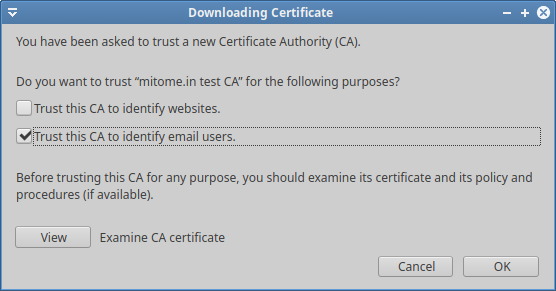 Downloading Certificate
You have been asked to trust a new Certificate Authority (CA).
Do you want to trust “mitome.in test CA” for the following purposes?
Trust this CA to identify websites.
Trust this CA to identify email users.
Before trusting this CA for any purpose, you should examine its certificate and its policy and
procedures (if available).
View Examine CA certificate
Cancel OK